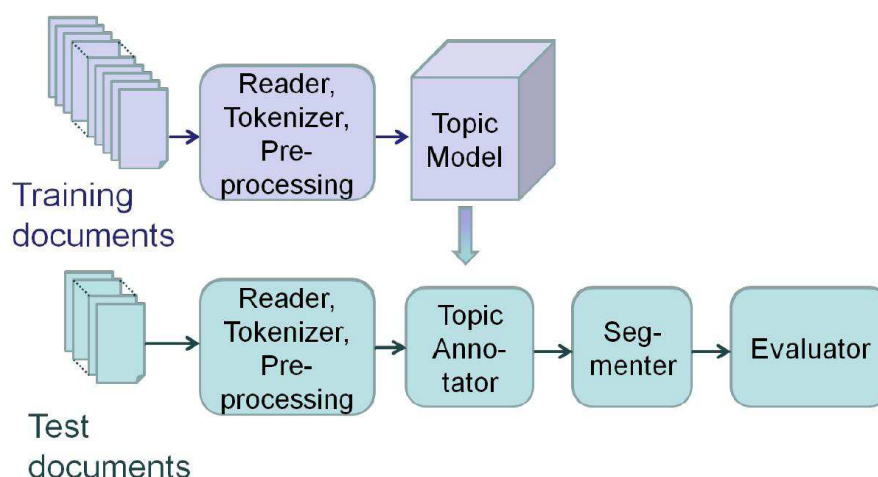 Reader,
Tokenizer,
Pre-
processing
Topic
Model
Training
documents
Reader,
Tokenizer,
Pre-
processing
Topic
Anno-
tator
Seg-
menter
Evaluator
Test
documents